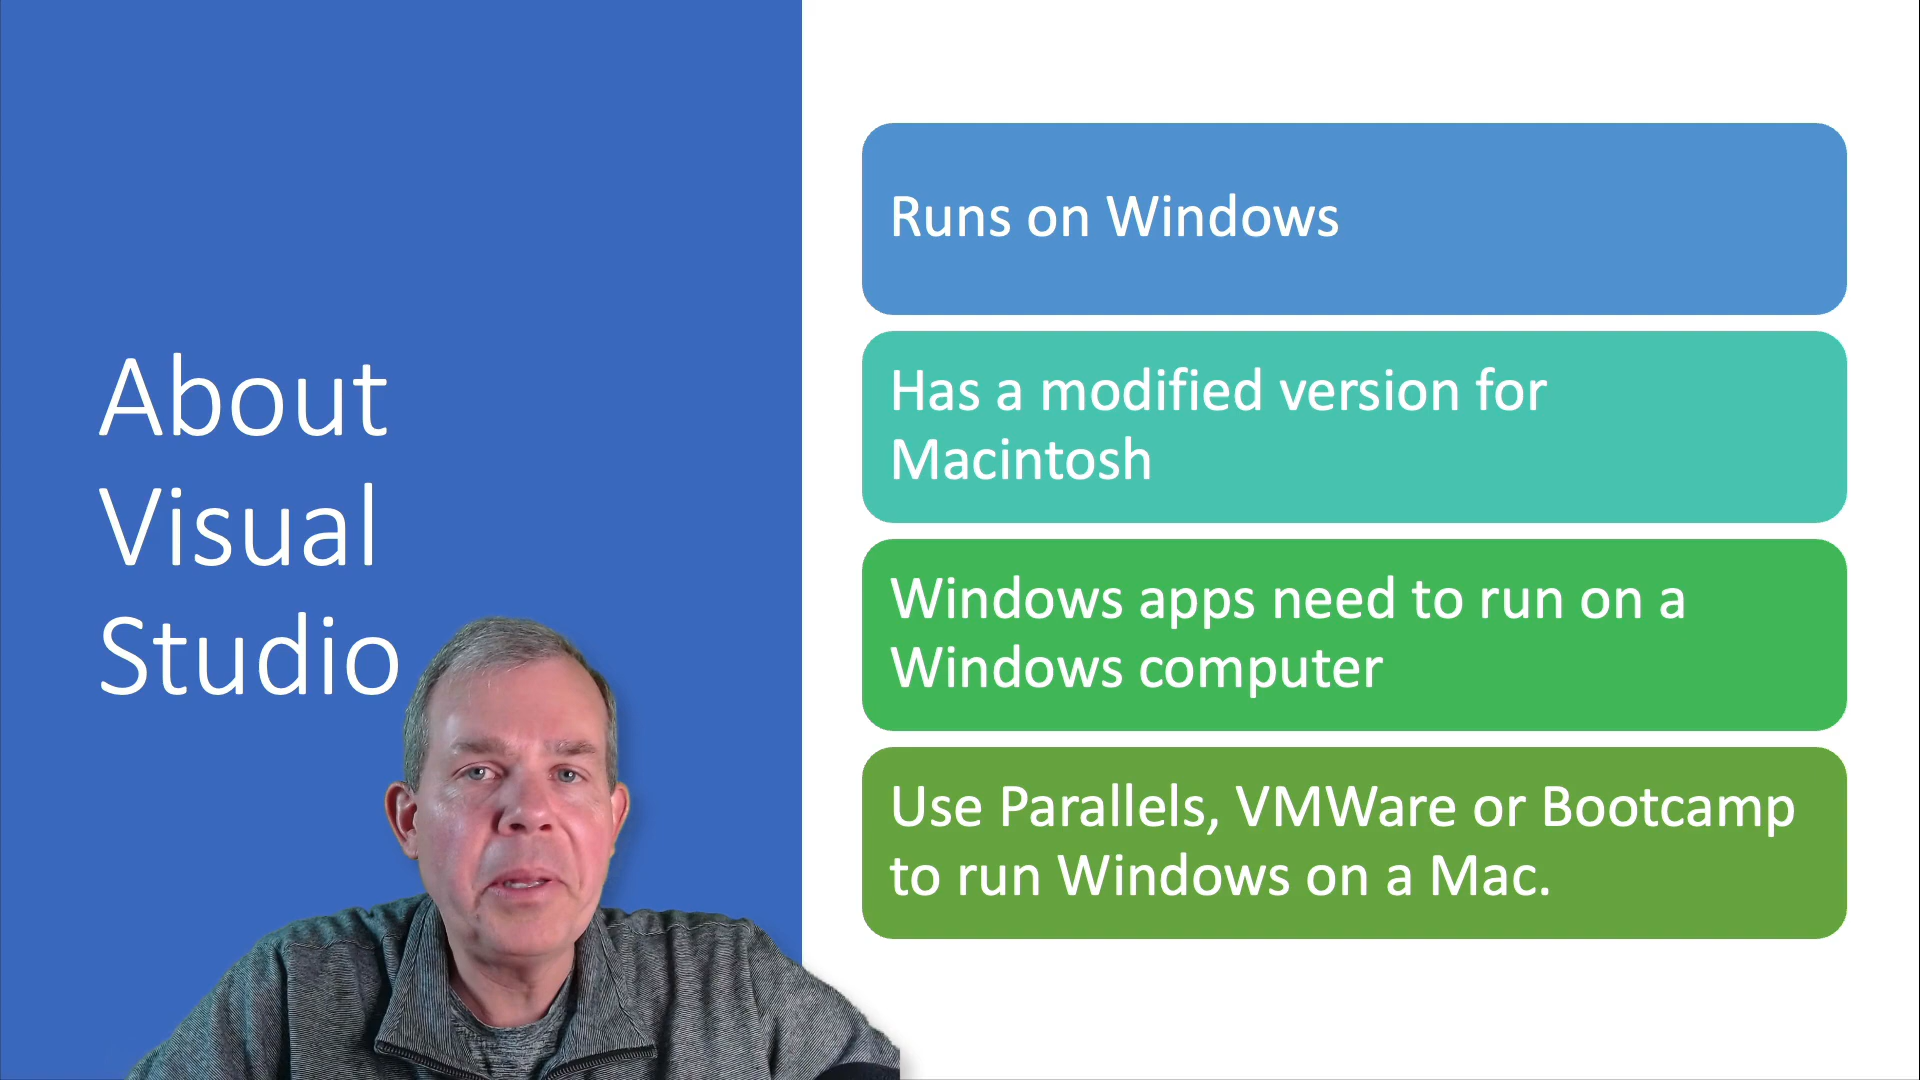 About
Visual
Studio
Runs on Windows
Has a modified version for
Macintosh
Windows apps need to run on a
Windows computer
Use Parallels, VMWare or Bootcamp
to run Windows on a Mac.